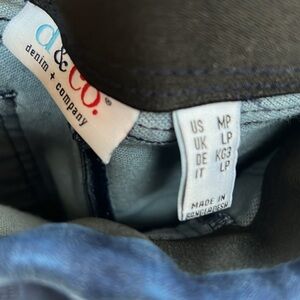 d&co.®
denim + company
US MP
UK LP
DE KG3
IT LP
MADE IN
BANGLADESH